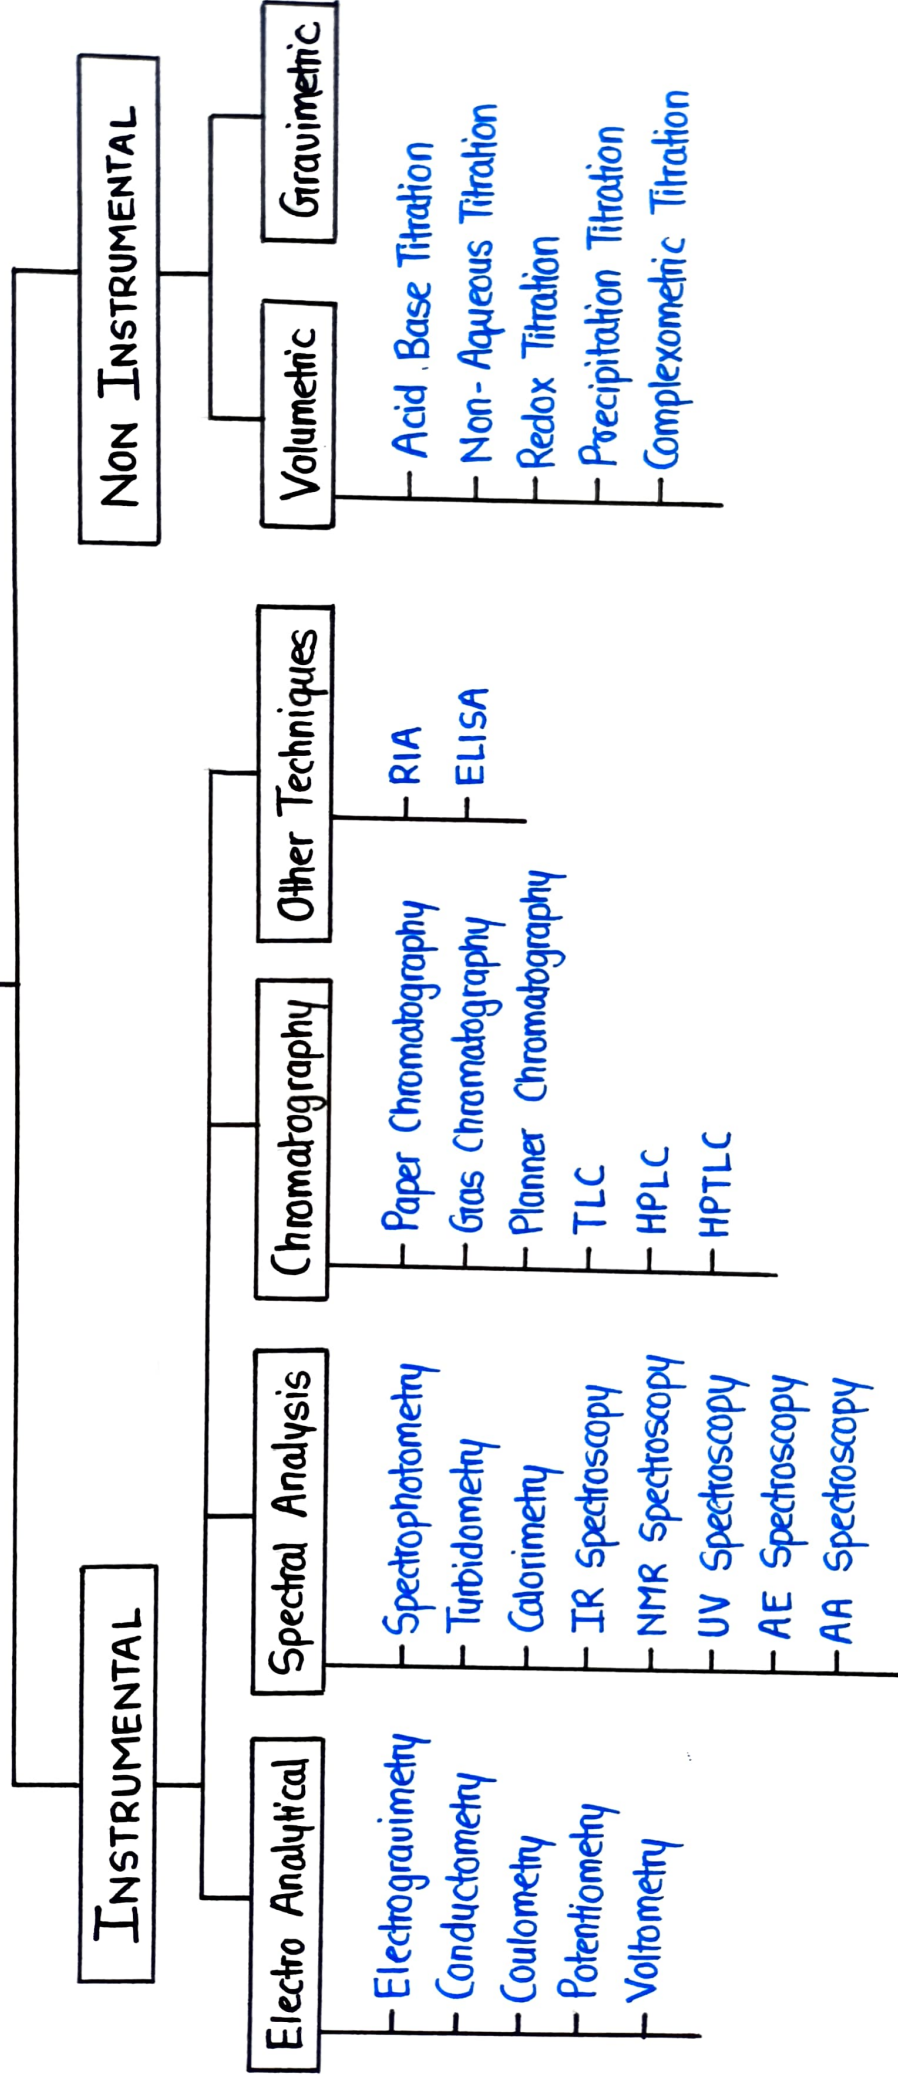 INSTRUMENTAL
NON INSTRUMENTAL
Electro Analytical
Spectral Analysis
Chromatography
Other Techniques
Volumetric
Gravimetric
Electrogravimetry
Conductometry
Coulometry
Potentiometry
Voltometry
Spectrophotometry
Turbidometry
Calorimetry
IR Spectroscopy
NMR Spectroscopy
UV Spectroscopy
AE Spectroscopy
AA Spectroscopy
Paper Chromatography
Gas Chromatography
Planner Chromatography
TLC
HPLC
HPTLC
RIA
ELISA
Acid. Base Titration
Non-Aqueous Titration
Redox Titration
Precipitation Titration
Complexometric Titration